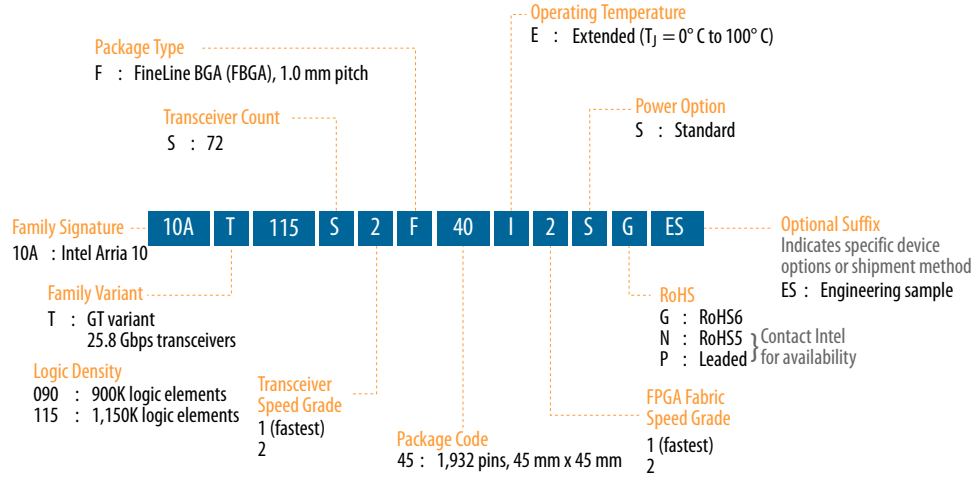 Operating Temperature
E : Extended (TJ = 0° C to 100° C)
Package Type
F : FineLine BGA (FBGA), 1.0 mm pitch
Transceiver Count
S : 72
Power Option
S : Standard
Family Signature
10A : Intel Arria 10
10A T 115 S 2 F 40 I 2 S G ES
Optional Suffix
Indicates specific device
options or shipment method
ES : Engineering sample
Family Variant
T : GT variant
25.8 Gbps transceivers
RoHS
G : RoHS6
N : RoHS5
P : Leaded
} Contact Intel
for availability
Logic Density
090 : 900K logic elements
115 : 1,150K logic elements
Transceiver
Speed Grade
1 (fastest)
2
Package Code
45 : 1,932 pins, 45 mm x 45 mm
FPGA Fabric
Speed Grade
1 (fastest)
2